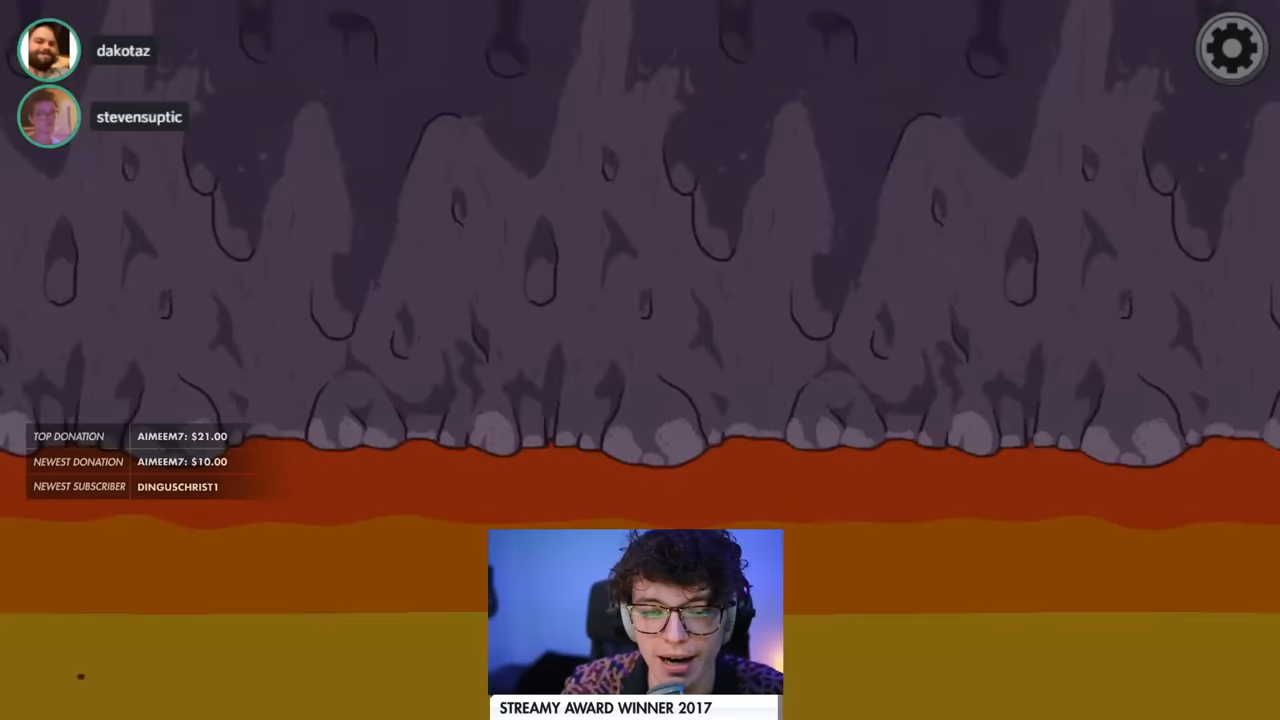 dakotaz
stevensuptic
TOP DONATION AIMEEM7: $21.00
NEWEST DONATION AIMEEM7: $10.00
NEWEST SUBSCRIBER DINGUSCHRIST1
STREAMY AWARD WINNER 2017